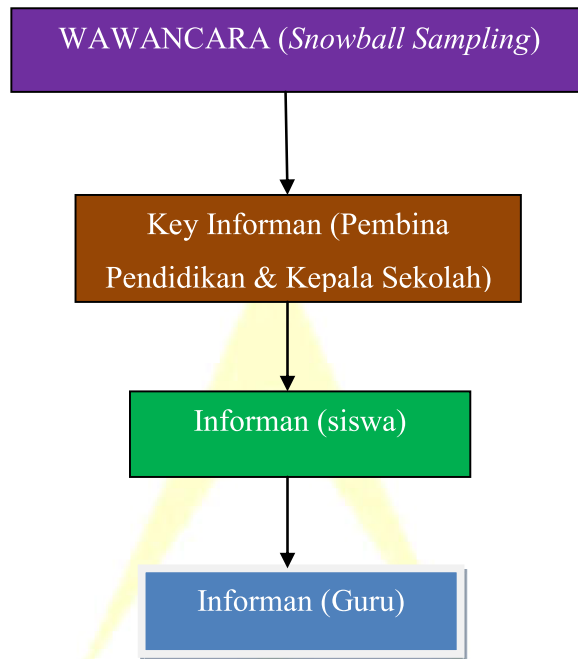 WAWANCARA (Snowball Sampling)
Key Informan (Pembina
Pendidikan & Kepala Sekolah)
Informan (siswa)
Informan (Guru)